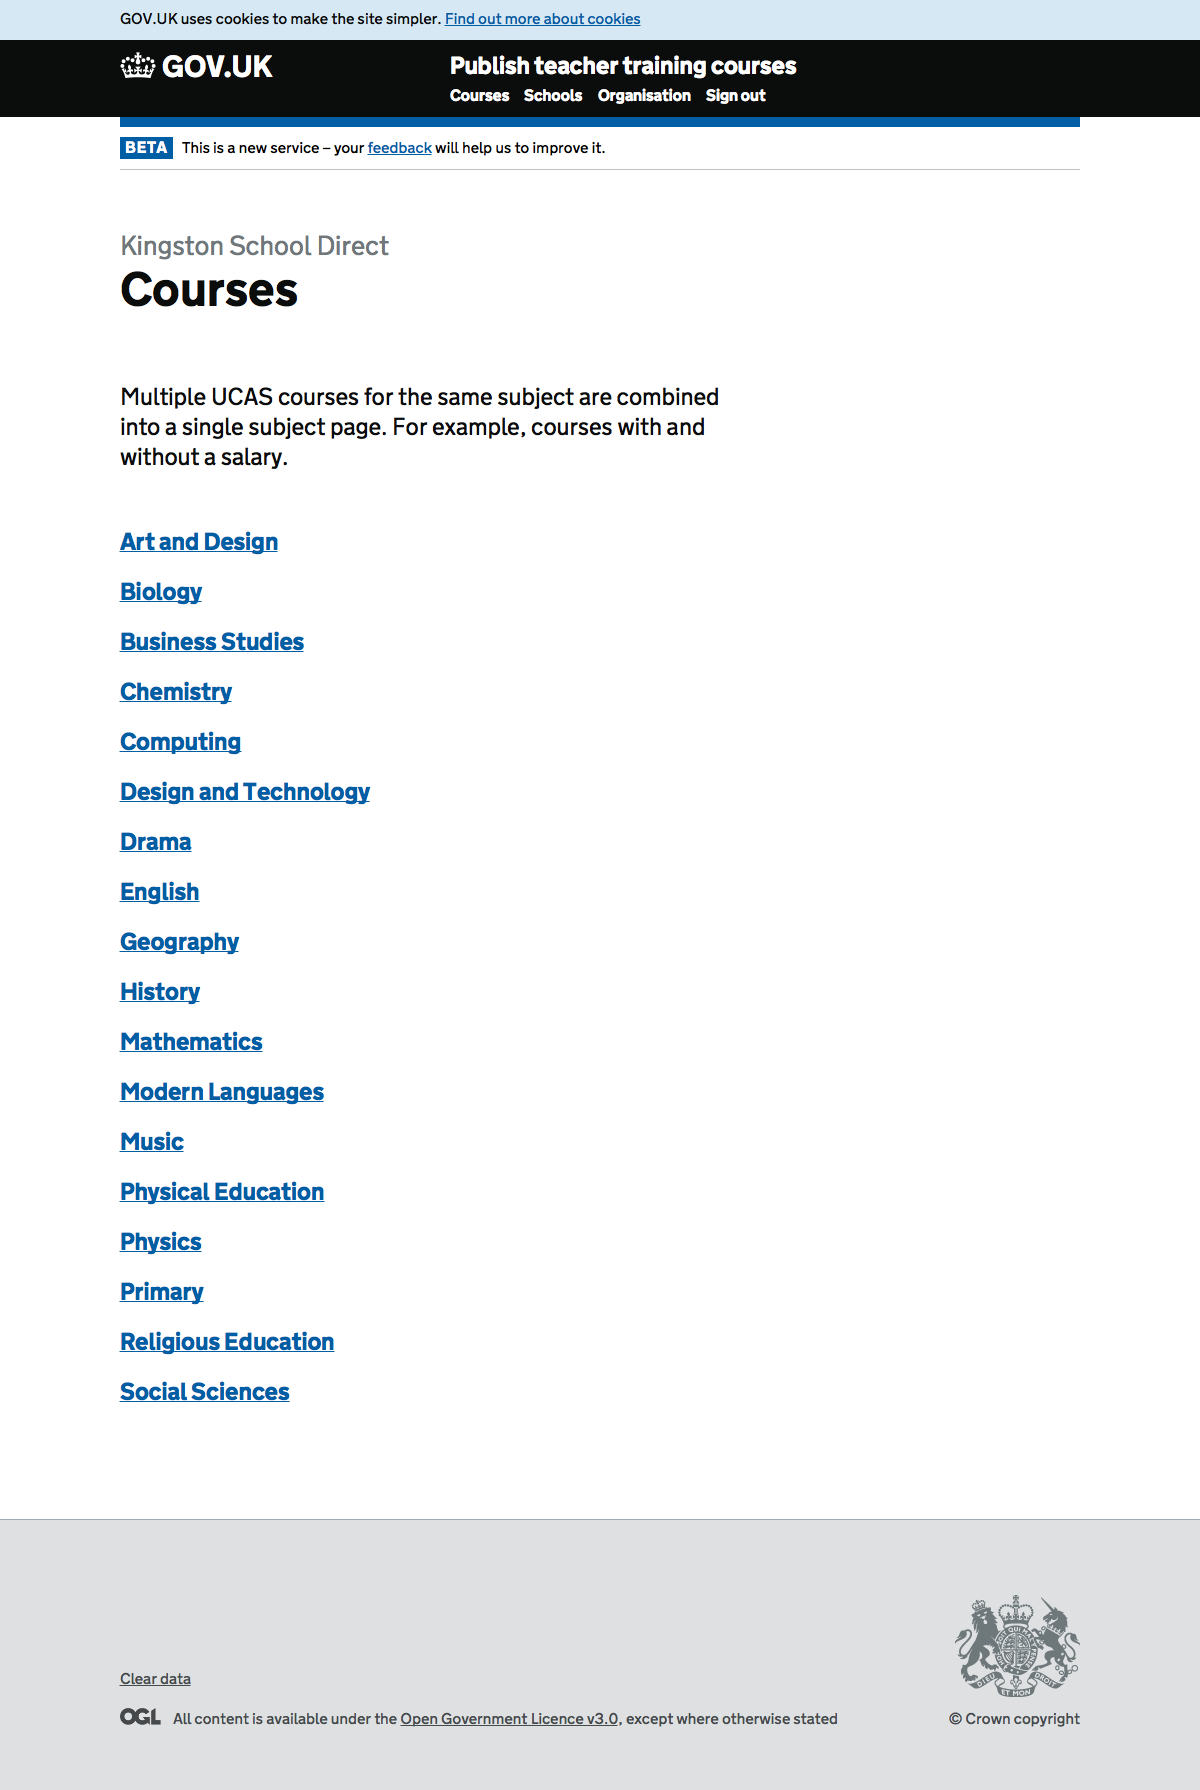 GOV.UK uses cookies to make the site simpler. Find out more about cookies
GOV.UK
Publish teacher training courses
Courses Schools Organisation Sign out
BETA This is a new service – your feedback will help us to improve it.
Kingston School Direct
Courses
Multiple UCAS courses for the same subject are combined
into a single subject page. For example, courses with and
without a salary.
Art and Design
Biology
Business Studies
Chemistry
Computing
Design and Technology
Drama
English
Geography
History
Mathematics
Modern Languages
Music
Physical Education
Physics
Primary
Religious Education
Social Sciences
Clear data
OGL All content is available under the Open Government Licence v3.0, except where otherwise stated
DIEU ET MON DROIT
© Crown copyright